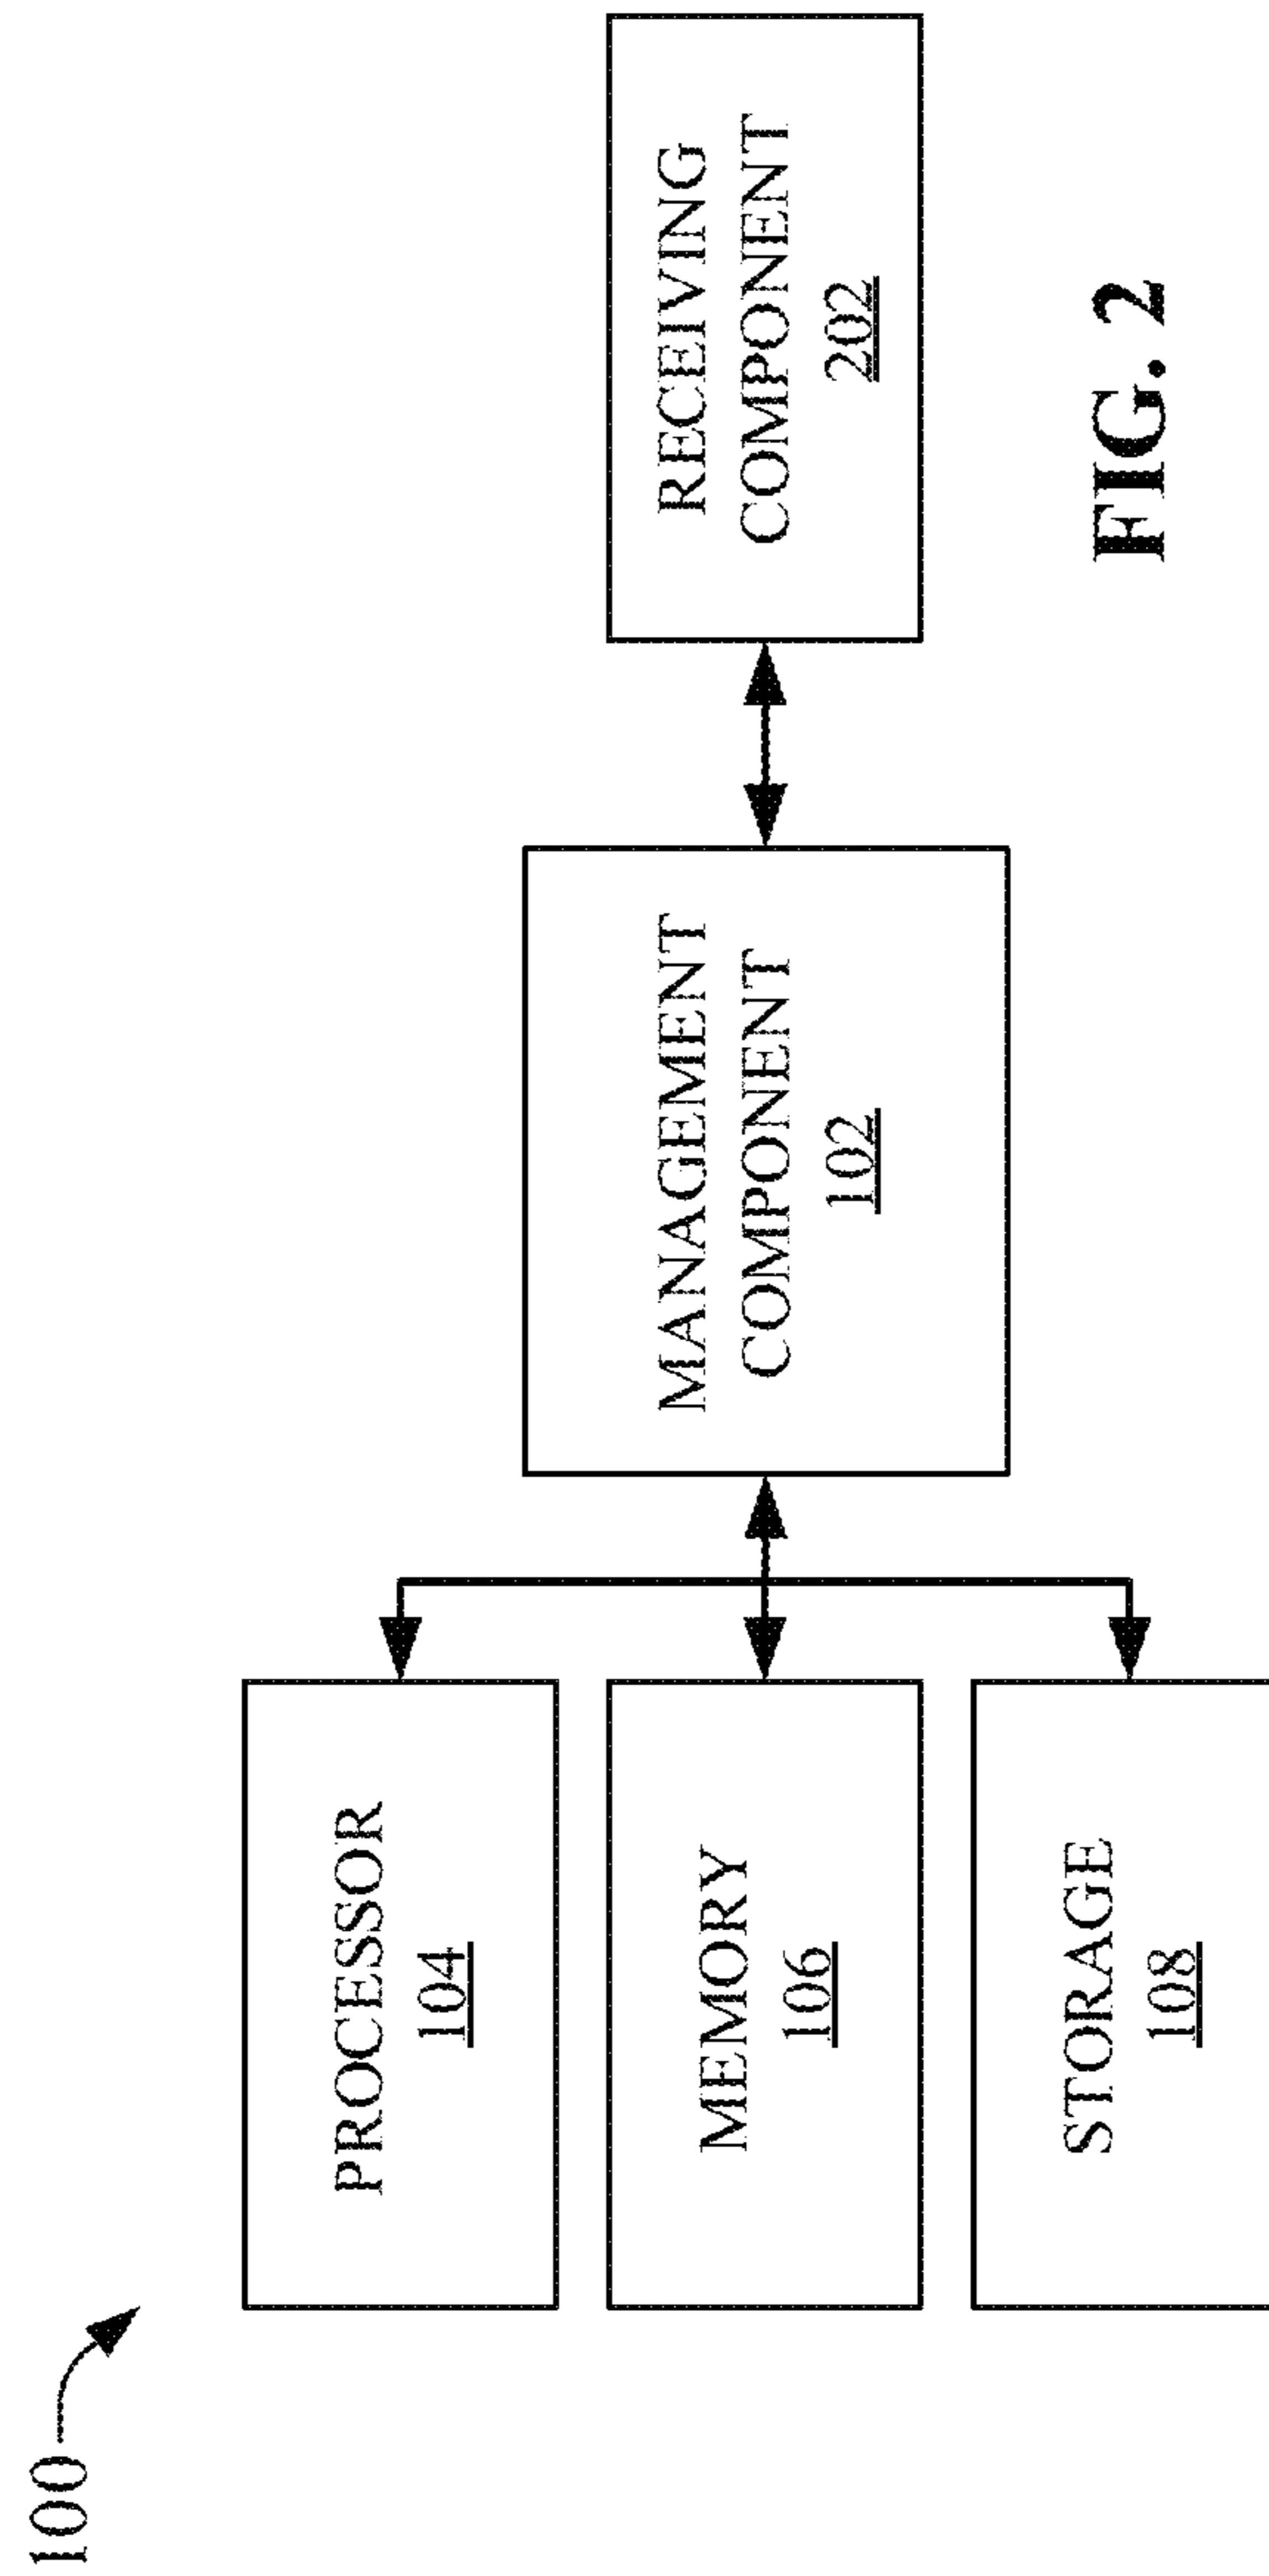 100
PROCESSOR
104
MEMORY
106
STORAGE
108
MANAGEMENT
COMPONENT
102
RECEIVING
COMPONENT
202
FIG. 2